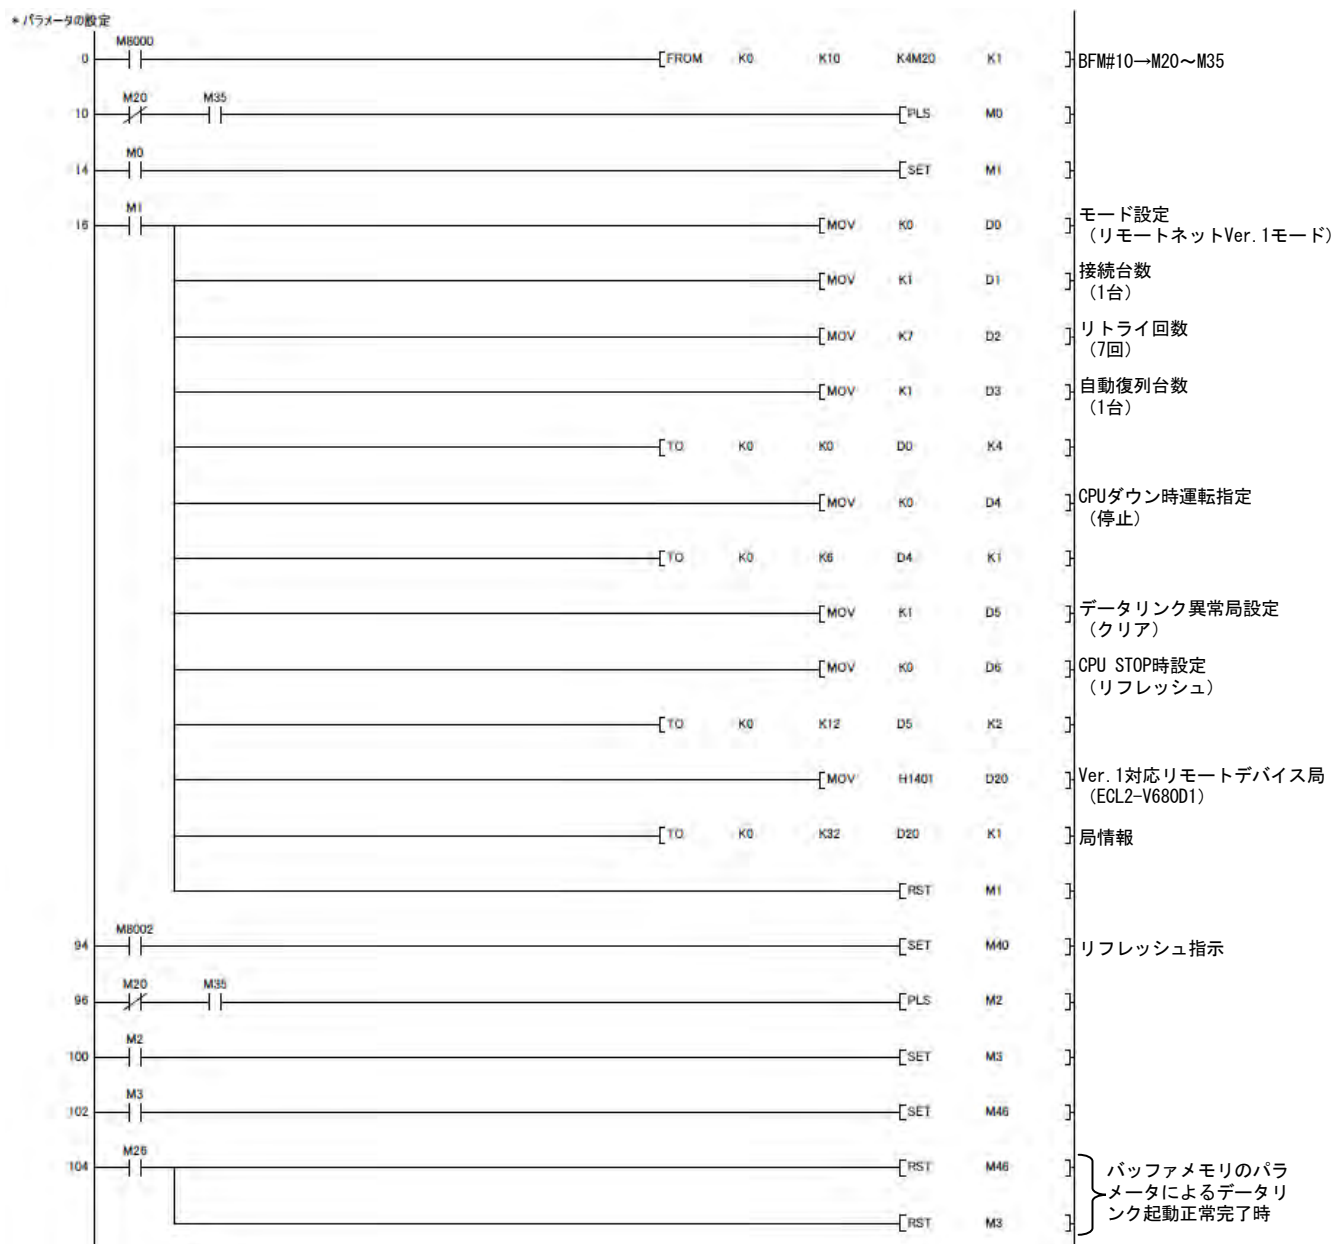 * パラメータの設定
M8000
0 [FROM K0 K10 K4M20 K1 ] BFM#10→M20～M35
M20 M35
10 [PLS M0 ]
M0
14 [SET M1 ]
M1
16 [MOV K0 D0 ] モード設定
(リモートネットVer.1モード)
[MOV K1 D1 ] 接続台数
(1台)
[MOV K7 D2 ] リトライ回数
(7回)
[MOV K1 D3 ] 自動復列台数
(1台)
[TO K0 K0 D0 K4 ]
[MOV K0 D4 ] CPUダウン時運転指定
(停止)
[TO K0 K6 D4 K1 ]
[MOV K1 D5 ] データリンク異常局設定
(クリア)
[MOV K0 D6 ] CPU STOP時設定
(リフレッシュ)
[TO K0 K12 D5 K2 ]
[MOV H1401 D20 ] Ver.1対応リモートデバイス局
(ECL2-V680D1)
[TO K0 K32 D20 K1 ] 局情報
[RST M1 ]
M8002
94 [SET M40 ] リフレッシュ指示
M20 M35
96 [PLS M2 ]
M2
100 [SET M3 ]
M3
102 [SET M46 ]
M26
104 [RST M46 ] バッファメモリのパラ
メータによるデータリ
ンク起動正常完了時
[RST M3 ]